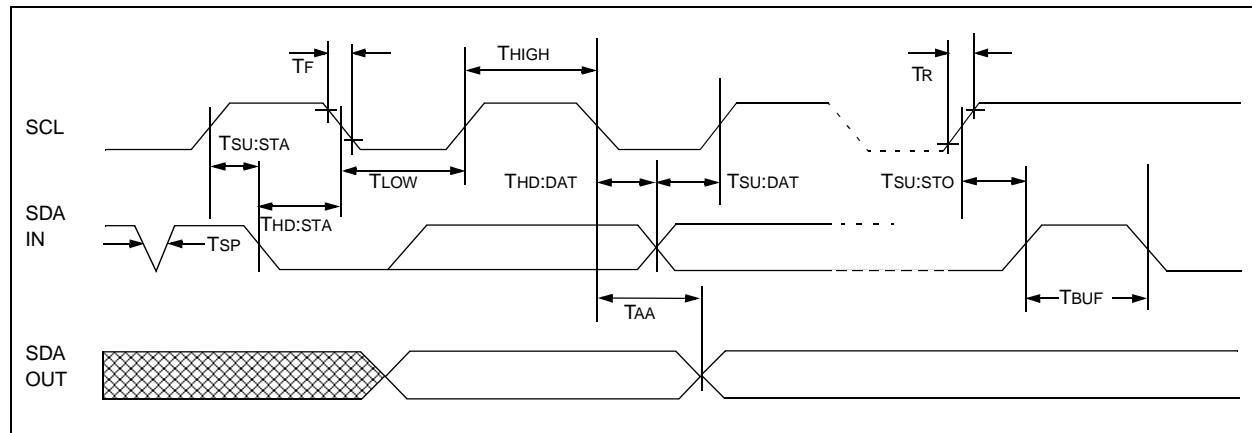 TF
THIGH
TR
SCL
TSU:STA
TLOW
THD:DAT
TSU:DAT
TSU:STO
SDA
IN
THD:STA
TSP
TAA
TBUF
SDA
OUT